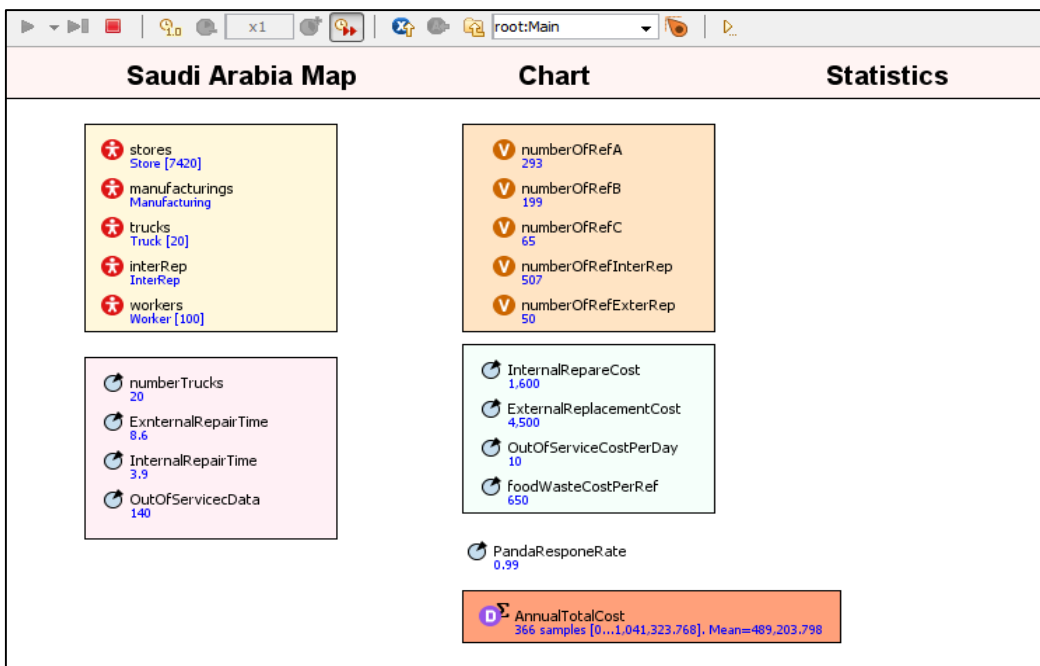 1.0 x1 root:Main
Saudi Arabia Map Chart Statistics
stores
Store [7420]
manufacturings
Manufacturing
trucks
Truck [20]
interRep
InterRep
workers
Worker [100]
numberOfRefA
293
numberOfRefB
199
numberOfRefC
65
numberOfRefInterRep
507
numberOfRefExterRep
50
numberTrucks
20
ExnternalRepairTime
8.6
InternalRepairTime
3.9
OutOfServicecData
140
InternalRepareCost
1,600
ExternalReplacementCost
4,500
OutOfServiceCostPerDay
10
foodWasteCostPerRef
650
PandaResponeRate
0.99
AnnualTotalCost
366 samples [0...1,041,323.768]. Mean=489,203.798